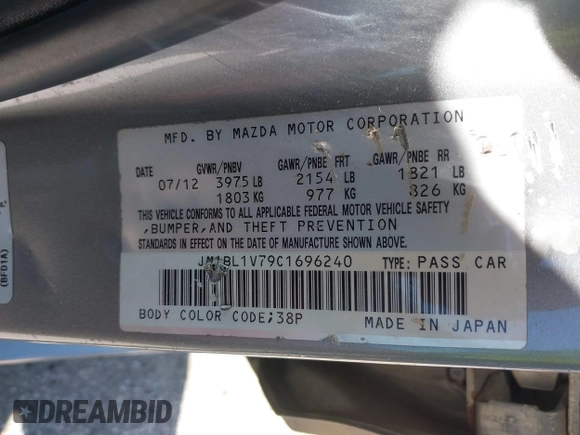 MFD. BY MAZDA MOTOR CORPORATION
DATE GVWR/PNBV GAWR/PNBE FRT GAWR/PNBE RR
07/12 3975 LB 2154 LB 1821 LB
1803 KG 977 KG 826 KG
THIS VEHICLE CONFORMS TO ALL APPLICABLE FEDERAL MOTOR VEHICLE SAFETY
,BUMPER,AND THEFT PREVENTION
STANDARDS IN EFFECT ON THE DATE OF MANUFACTURE SHOWN ABOVE.
JM1BL1V79C1696240 TYPE: PASS CAR
BODY COLOR CODE;38P
MADE IN JAPAN
(BFD1A)
DREAMBID